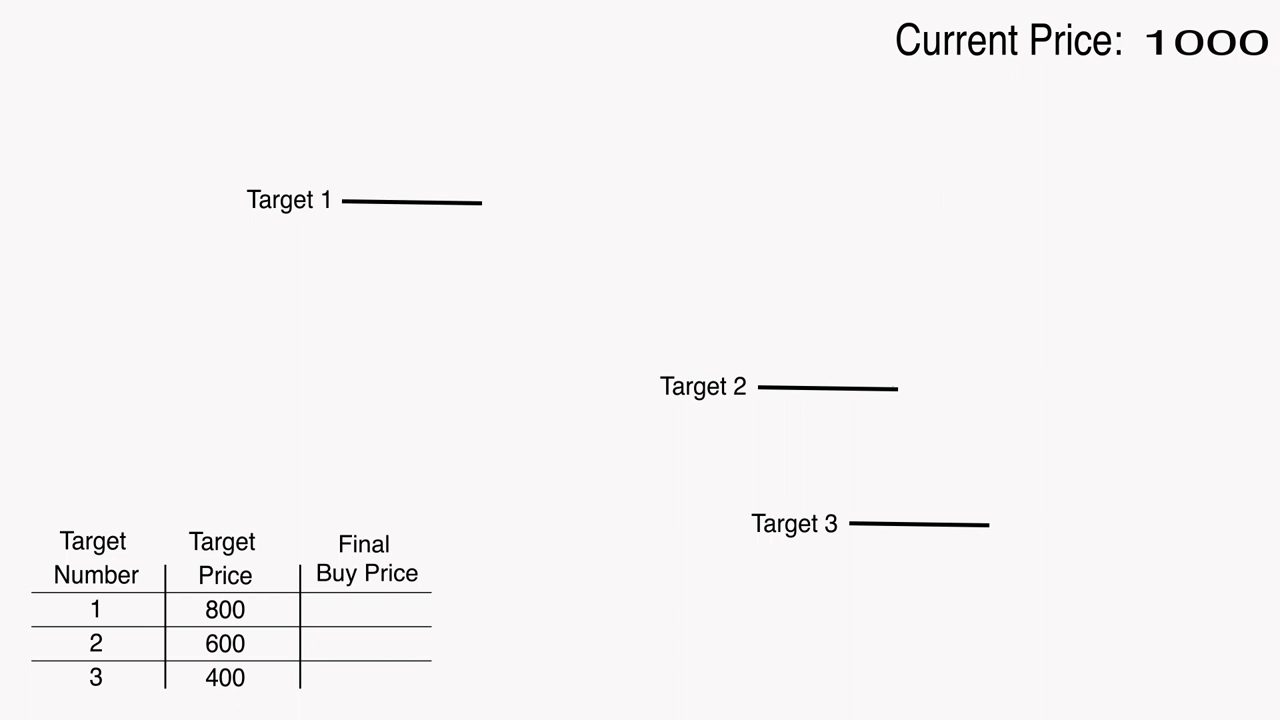 Current Price: 1000
Target 1
Target 2
Target 3
Target Number | Target Price | Final Buy Price
1 | 800 |
2 | 600 |
3 | 400 |